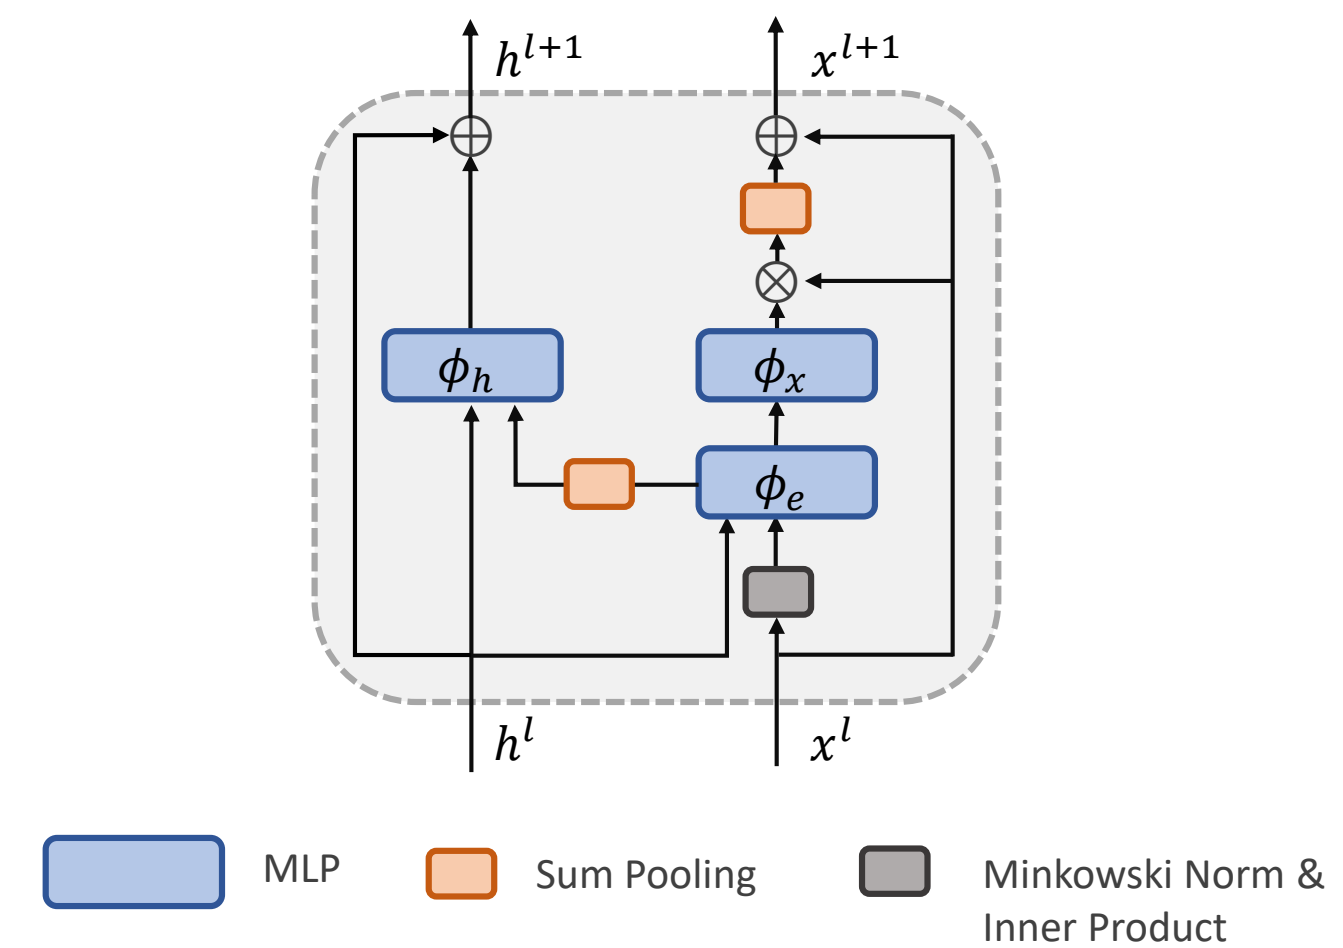 h^{l+1} x^{l+1}
ϕ_h ϕ_x
ϕ_e
h^l x^l
MLP
Sum Pooling
Minkowski Norm &
Inner Product